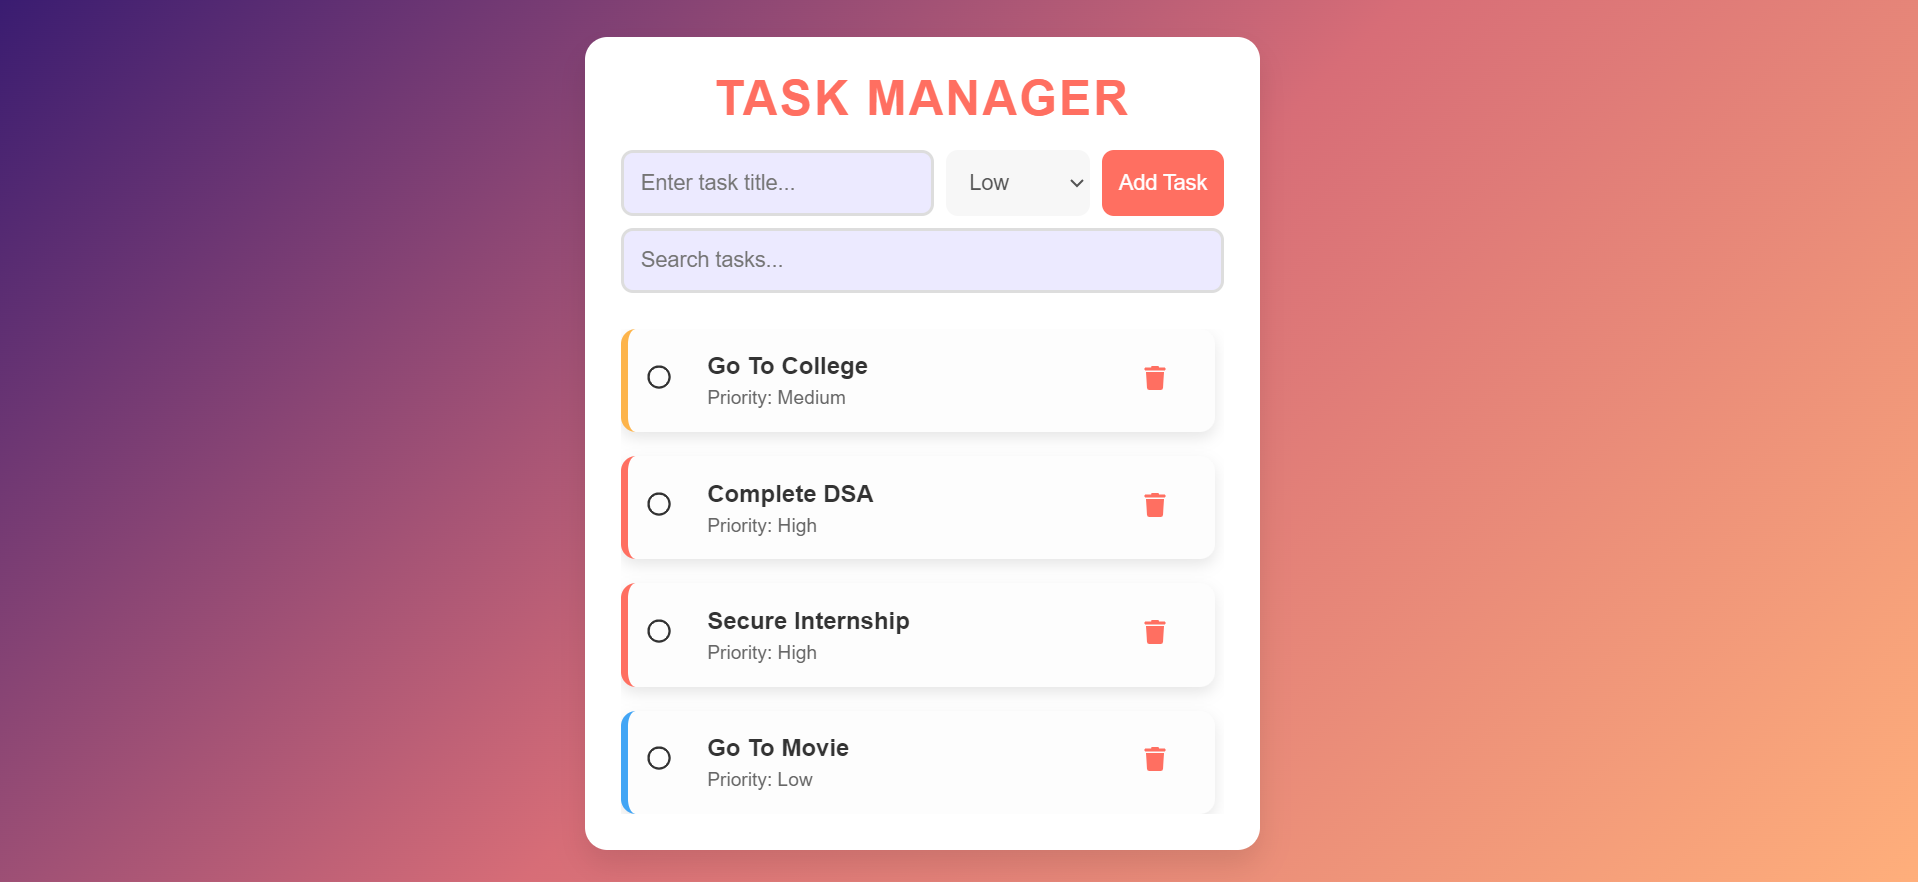 TASK MANAGER
Enter task title...
Low
Add Task
Search tasks...
Go To College
Priority: Medium
Complete DSA
Priority: High
Secure Internship
Priority: High
Go To Movie
Priority: Low